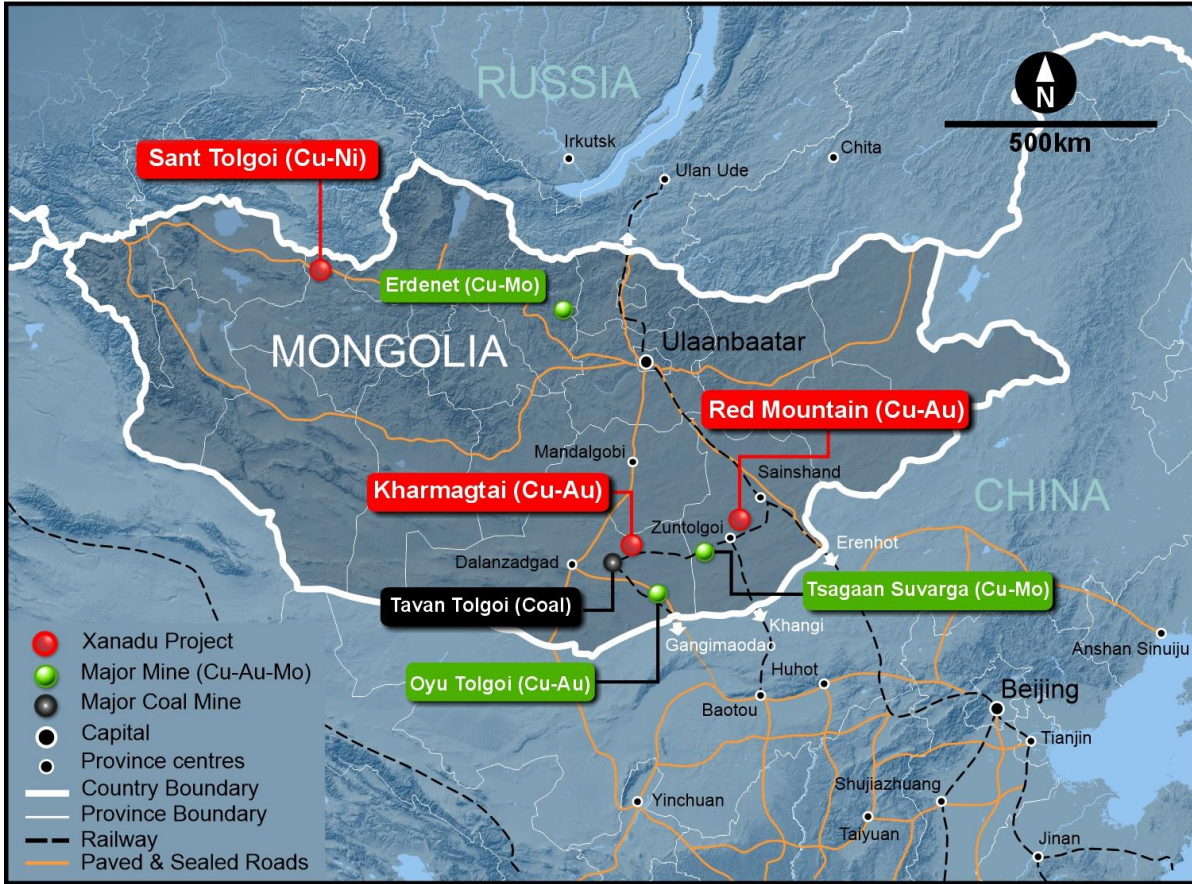 RUSSIA
N
500km
Irkutsk
Chita
Sant Tolgoi (Cu-Ni)
Ulan Ude
Erdenet (Cu-Mo)
MONGOLIA
Ulaanbaatar
Red Mountain (Cu-Au)
Mandalgobi
Sainshand
Kharmagtai (Cu-Au)
CHINA
Zuntolgoi
Erenhot
Dalanzadgad
Tavan Tolgoi (Coal)
Tsagaan Suvarga (Cu-Mo)
Khangi
Gangimaodao
Anshan Sinuiju
Huhot
Oyu Tolgoi (Cu-Au)
Baotou
Beijing
Tianjin
Shujiazhuang
Yinchuan
Taiyuan
Jinan
Xanadu Project
Major Mine (Cu-Au-Mo)
Major Coal Mine
Capital
Province centres
Country Boundary
Province Boundary
Railway
Paved & Sealed Roads